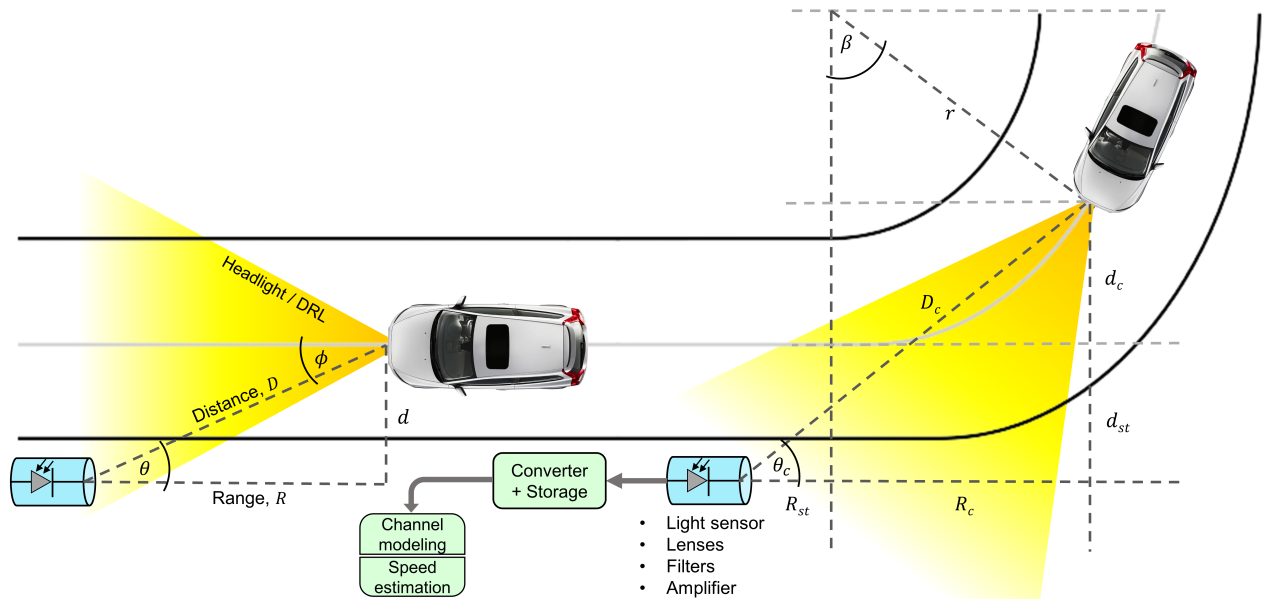 β
r
Headlight / DRL
D_c
d_c
ϕ
Distance, D
d
d_st
θ
θ_c
Range, R
Converter
+ Storage
R_st
R_c
Channel
modeling
Speed
estimation
• Light sensor
• Lenses
• Filters
• Amplifier